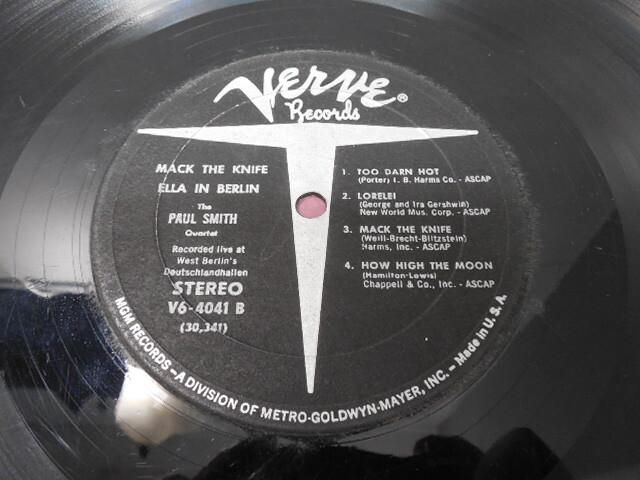 Verve®
Records
MACK THE KNIFE
ELLA IN BERLIN
The
PAUL SMITH
Quartet
Recorded live at
West Berlin's
Deutschlandhallen
STEREO
V6-4041 B
(30,341)
1. TOO DARN HOT
(Porter) T. B. Harms Co. - ASCAP
2. LORELEI
(George and Ira Gershwin)
New World Mus. Corp. - ASCAP
3. MACK THE KNIFE
(Weill-Brecht-Blitzstein)
Harms, Inc. - ASCAP
4. HOW HIGH THE MOON
(Hamilton-Lewis)
Chappell & Co., Inc. - ASCAP
MGM RECORDS - A DIVISION OF METRO-GOLDWYN-MAYER, INC. - Made in U.S.A.